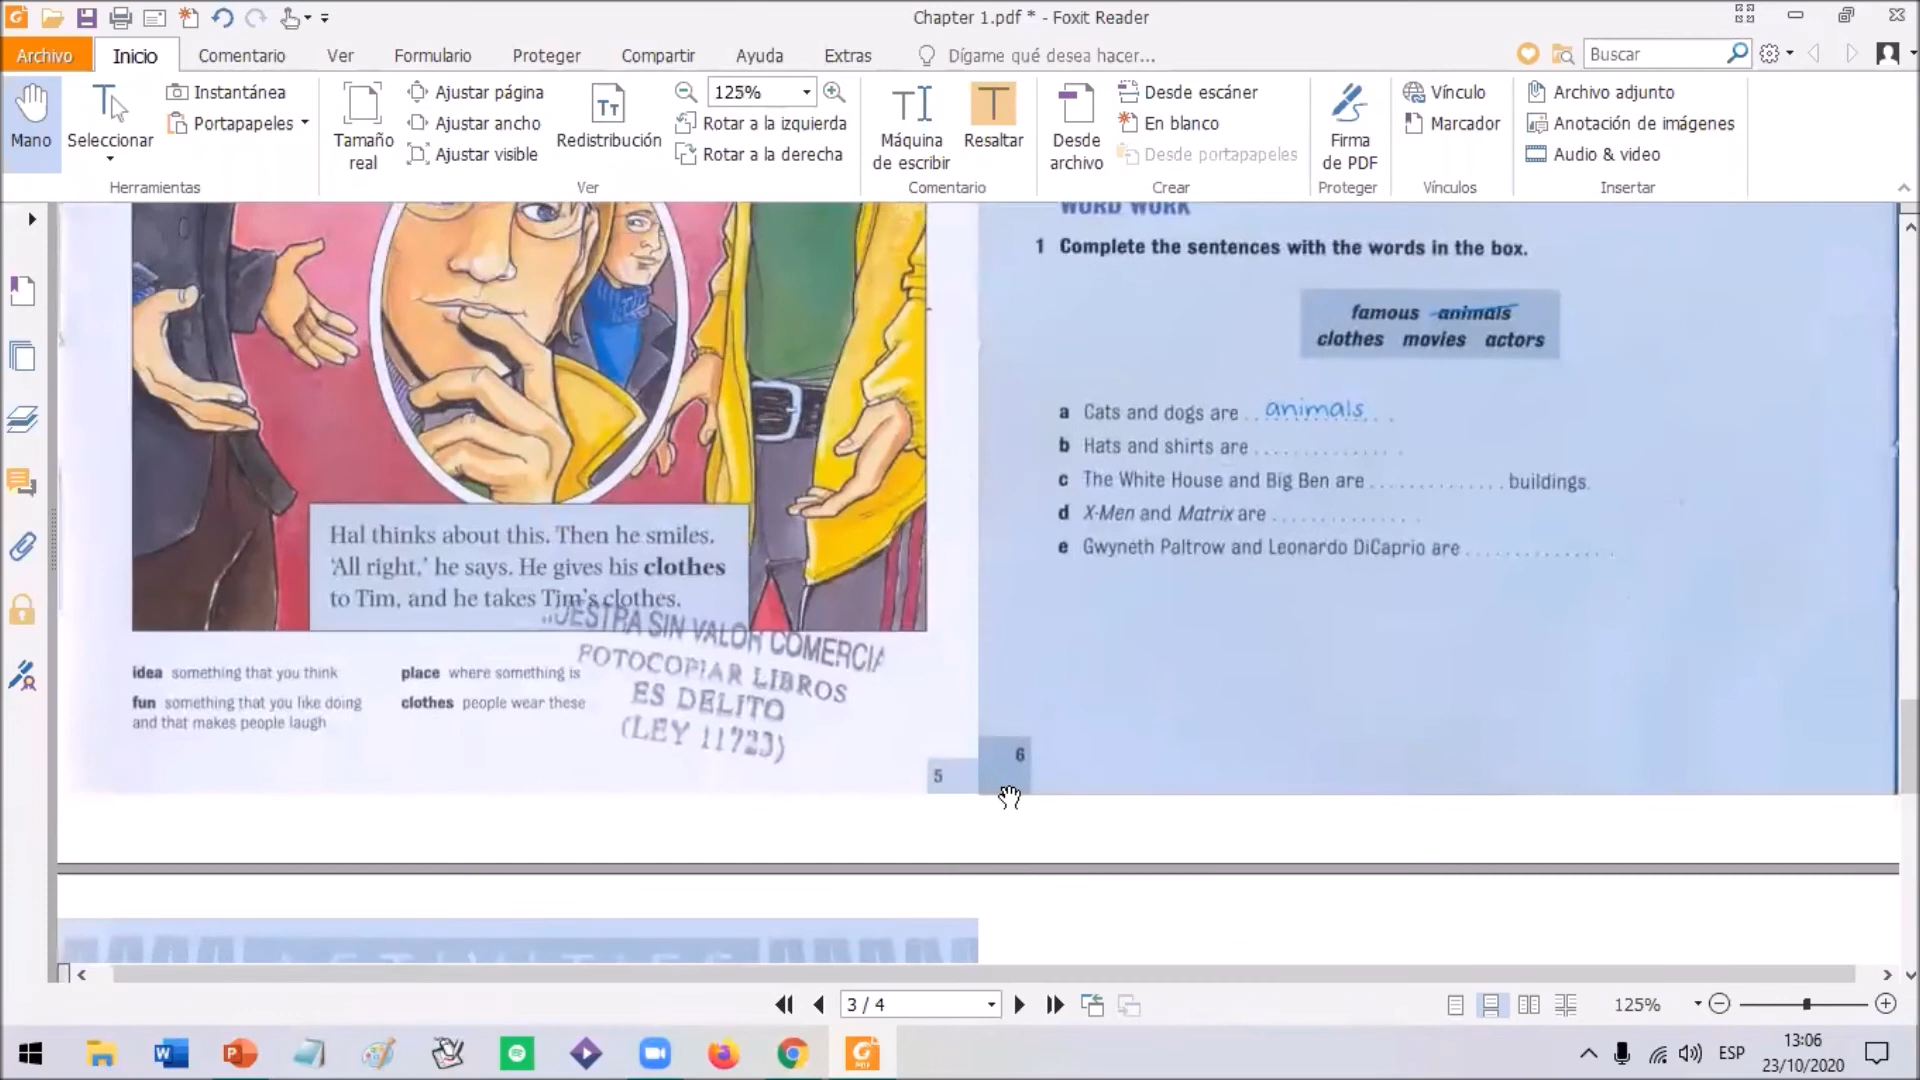 Chapter 1.pdf * - Foxit Reader
Archivo
Inicio
Comentario
Ver
Formulario
Proteger
Compartir
Ayuda
Extras
Dígame qué desea hacer...
Buscar
Mano
Seleccionar
Instantánea
Portapapeles
Herramientas
Tamaño
real
Ajustar página
Ajustar ancho
Ajustar visible
Redistribución
125%
Rotar a la izquierda
Rotar a la derecha
Ver
Máquina
de escribir
Resaltar
Comentario
Desde
archivo
Desde escáner
En blanco
Desde portapapeles
Crear
Firma
de PDF
Proteger
Vínculo
Marcador
Vínculos
Archivo adjunto
Anotación de imágenes
Audio & video
Insertar
Hal thinks about this. Then he smiles.
‘All right,’ he says. He gives his clothes
to Tim, and he takes Tim's clothes.
idea something that you think
fun something that you like doing
and that makes people laugh
place where something is
clothes people wear these
SIN VALOR
FOTOCOPIAR LIBROS
ES DELITO
(LEY 11723)
5
WORD WORK
1 Complete the sentences with the words in the box.
famous animals
clothes movies actors
a Cats and dogs are .. animals . .
b Hats and shirts are ..............
c The White House and Big Ben are .............. buildings.
d X-Men and Matrix are ..............
e Gwyneth Paltrow and Leonardo DiCaprio are ..............
6
ACTIVITIES
3 / 4
125%
ESP
13:06
23/10/2020